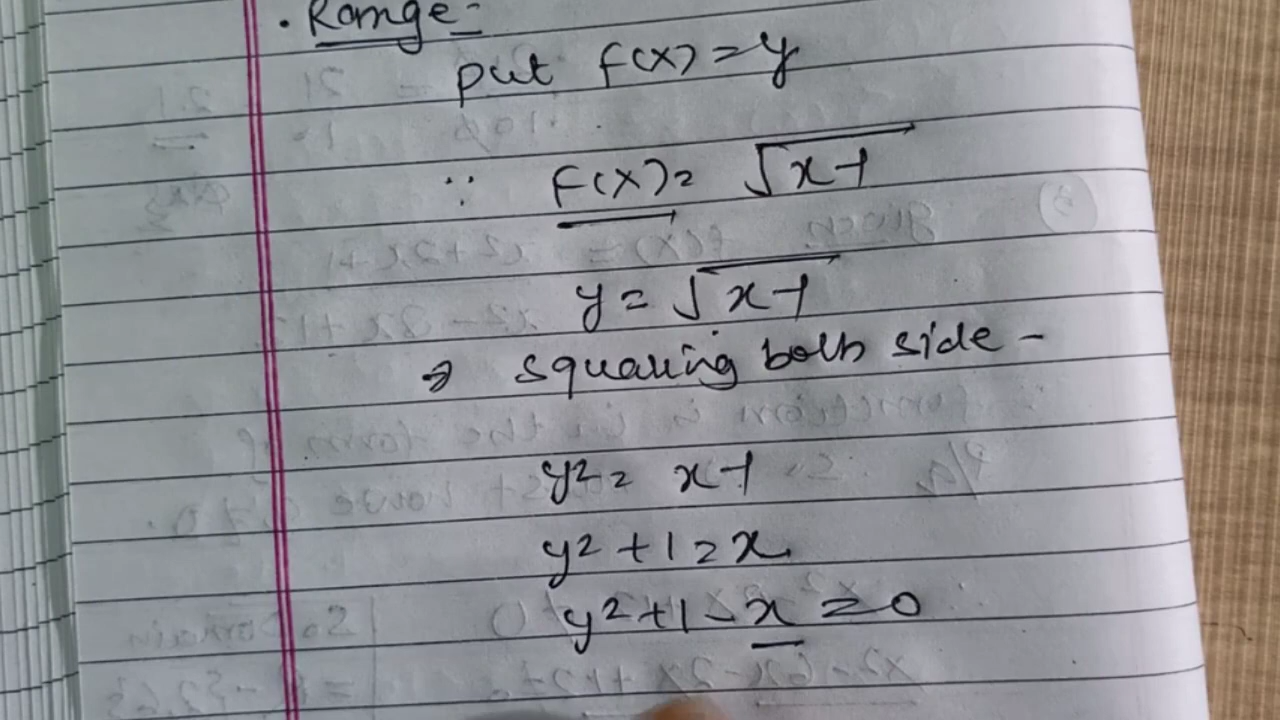 . Range:-
put f(x) = y
∵ f(x) = √x-1
y = √x-1
⇒ squaring both side -
y² = x-1
y² + 1 = x
y² + 1 - x = 0